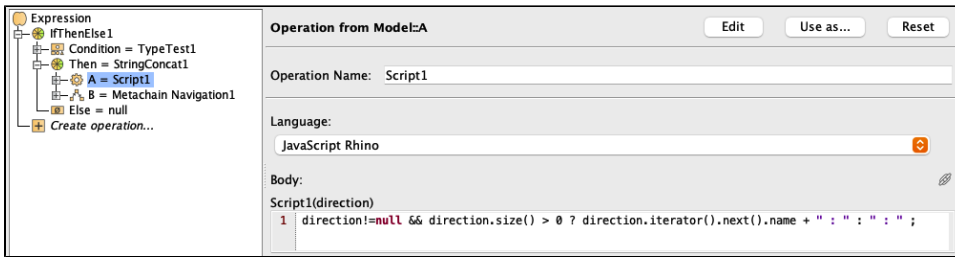 Expression
IfThenElse1
Condition = TypeTest1
Then = StringConcat1
A = Script1
B = Metachain Navigation1
Else = null
Create operation...
Operation from Model::A
Edit
Use as...
Reset
Operation Name: Script1
Language:
JavaScript Rhino
Body:
Script1(direction)
1 direction!=null && direction.size() > 0 ? direction.iterator().next().name + " : " : " : " ;